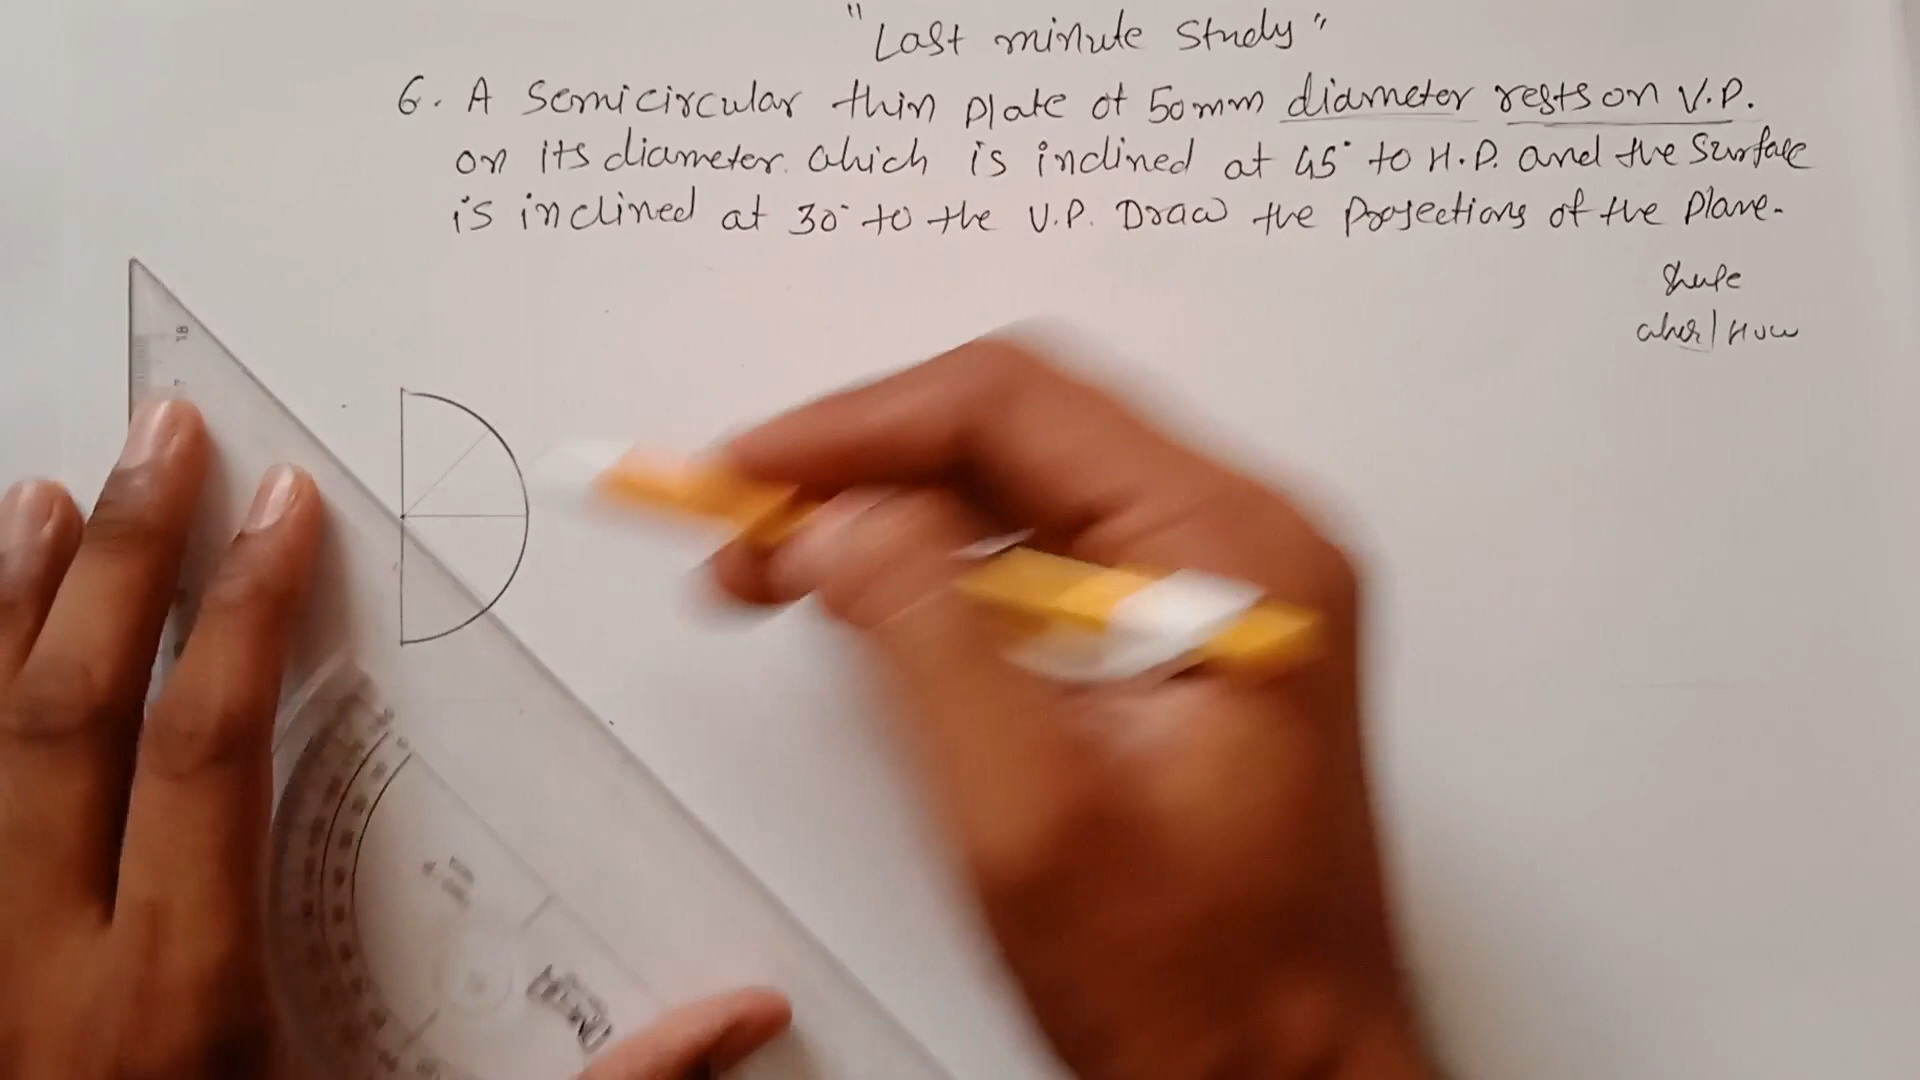 "Last minute Study"
6. A Semicircular thin plate of 50mm diameter rests on V.P.
on its diameter. which is inclined at 45° to H.P. and the Surface
is inclined at 30° to the V.P. Draw the Projections of the Plane.
Shape
when/How
Omega